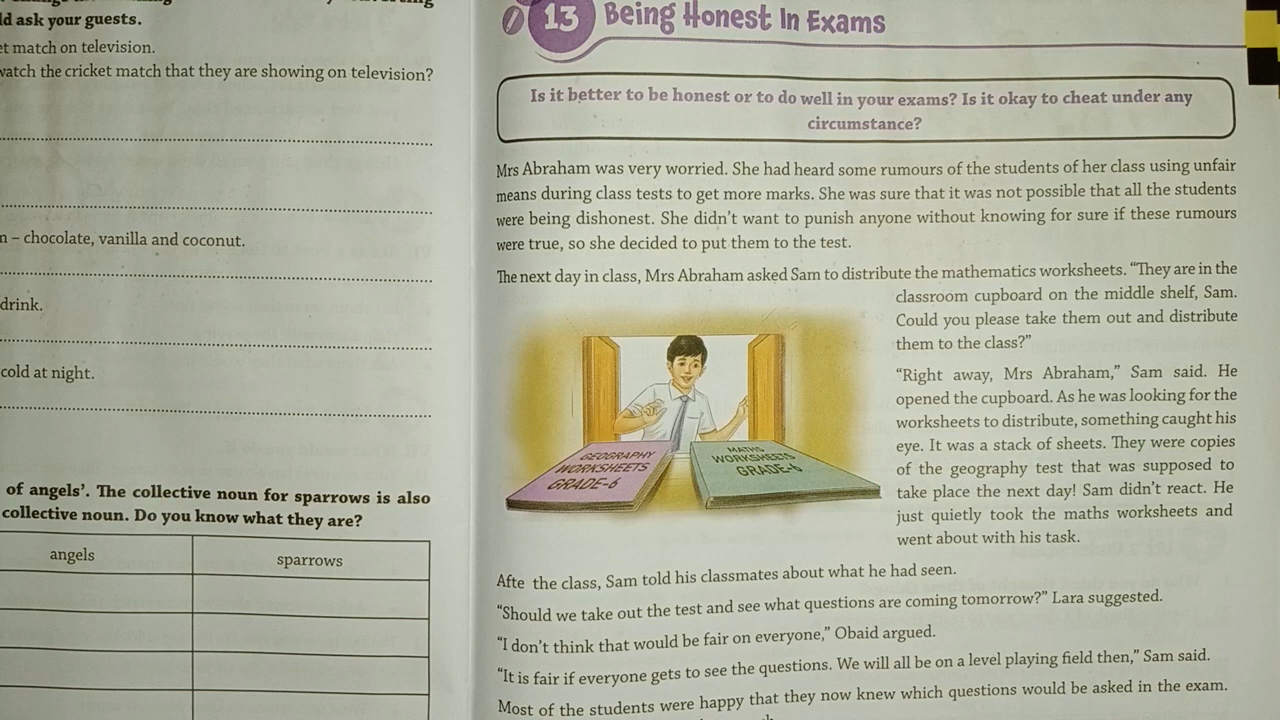 ld ask your guests.
et match on television.
watch the cricket match that they are showing on television?
n – chocolate, vanilla and coconut.
drink.
cold at night.
of angels’. The collective noun for sparrows is also
collective noun. Do you know what they are?
angels sparrows
13 Being Honest In Exams
Is it better to be honest or to do well in your exams? Is it okay to cheat under any
circumstance?
Mrs Abraham was very worried. She had heard some rumours of the students of her class using unfair
means during class tests to get more marks. She was sure that it was not possible that all the students
were being dishonest. She didn’t want to punish anyone without knowing for sure if these rumours
were true, so she decided to put them to the test.
The next day in class, Mrs Abraham asked Sam to distribute the mathematics worksheets. “They are in the
classroom cupboard on the middle shelf, Sam.
Could you please take them out and distribute
them to the class?”
“Right away, Mrs Abraham,” Sam said. He
opened the cupboard. As he was looking for the
worksheets to distribute, something caught his
eye. It was a stack of sheets. They were copies
of the geography test that was supposed to
take place the next day! Sam didn’t react. He
just quietly took the maths worksheets and
went about with his task.
GEOGRAPHY
WORKSHEETS
GRADE-6
MATHS
WORKSHEETS
GRADE-6
Afte the class, Sam told his classmates about what he had seen.
“Should we take out the test and see what questions are coming tomorrow?” Lara suggested.
“I don’t think that would be fair on everyone,” Obaid argued.
“It is fair if everyone gets to see the questions. We will all be on a level playing field then,” Sam said.
Most of the students were happy that they now knew which questions would be asked in the exam.